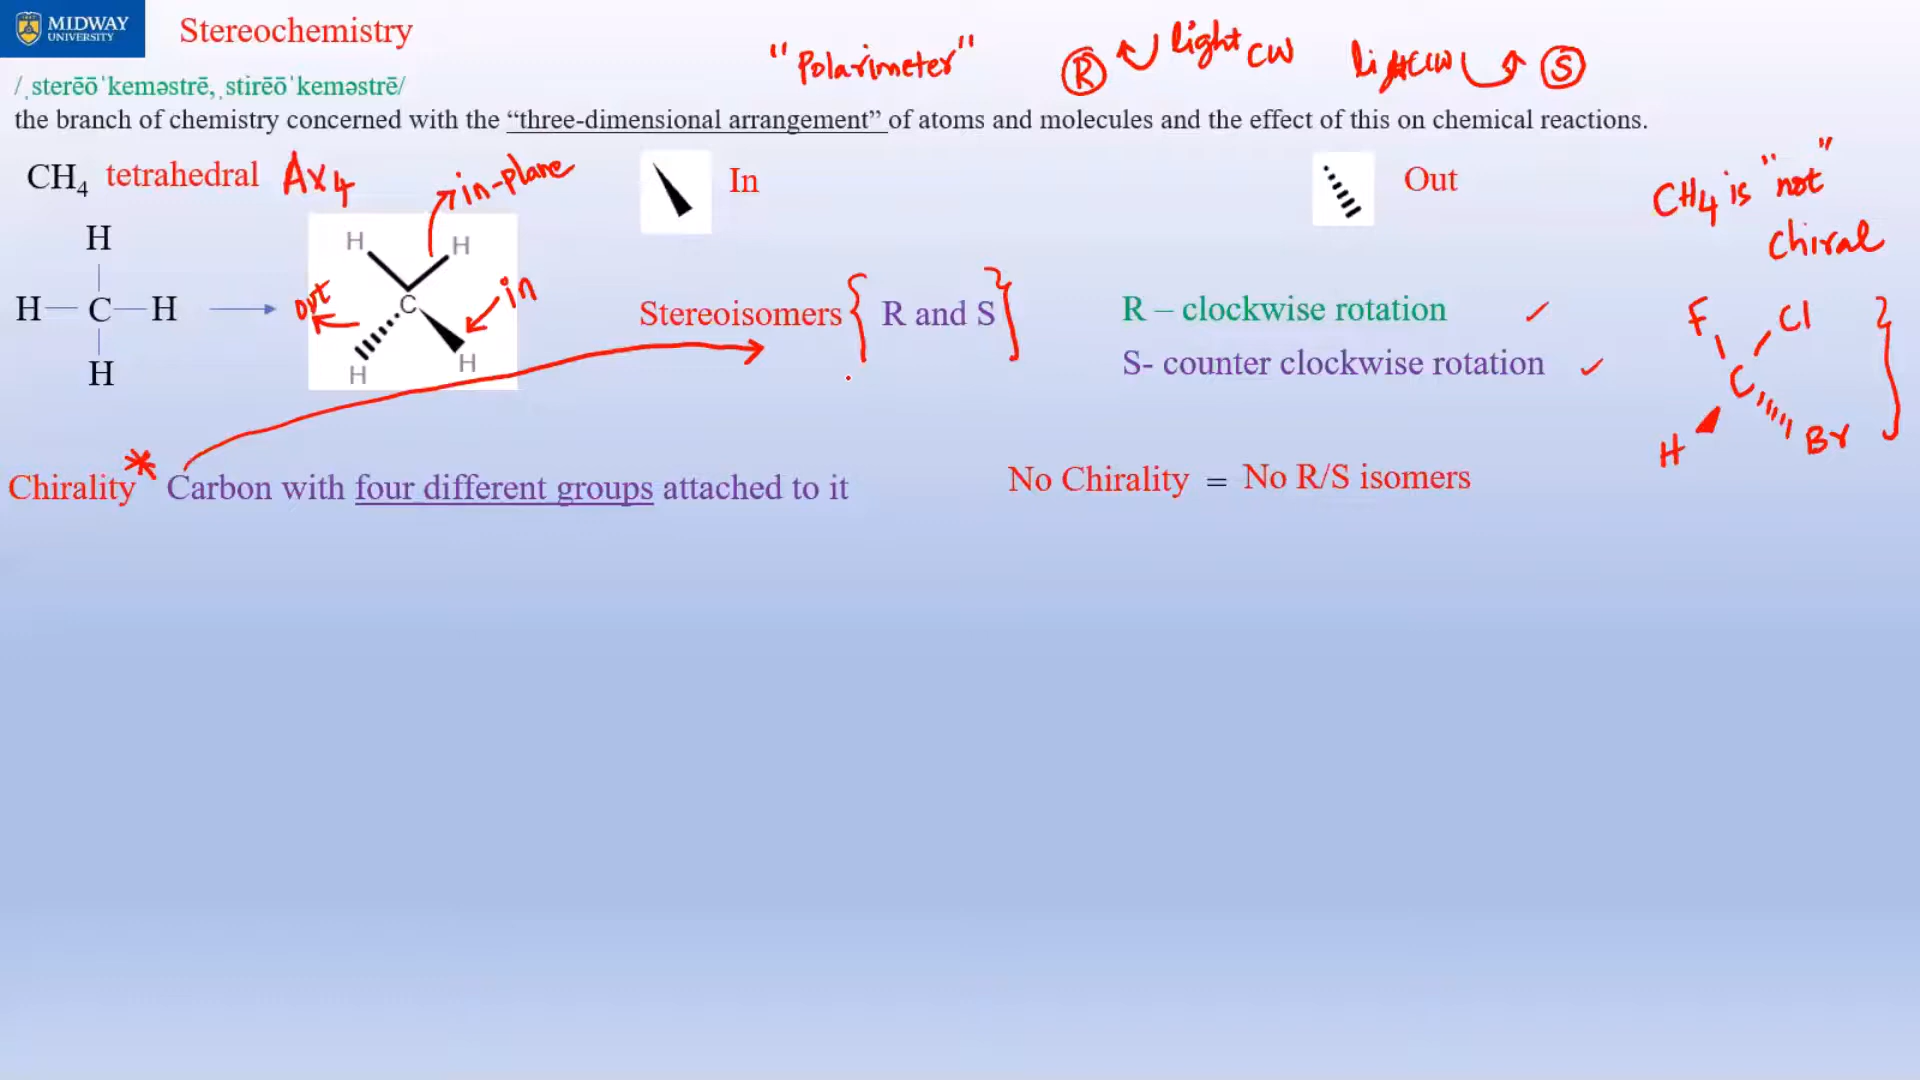 MIDWAY
UNIVERSITY
Stereochemistry
"Polarimeter"
R light CW
light CCW S
/ˌsterēōˈkeməstrē, ˌstirēōˈkeməstrē/
the branch of chemistry concerned with the “three-dimensional arrangement” of atoms and molecules and the effect of this on chemical reactions.
CH4 tetrahedral AX4
in-plane
In
Out
CH4 is "not"
chiral
H
H C H
H
H H
out C in
H H
Stereoisomers { R and S }
R – clockwise rotation
S- counter clockwise rotation
F Cl
C
H Br
Chirality * Carbon with four different groups attached to it
No Chirality = No R/S isomers